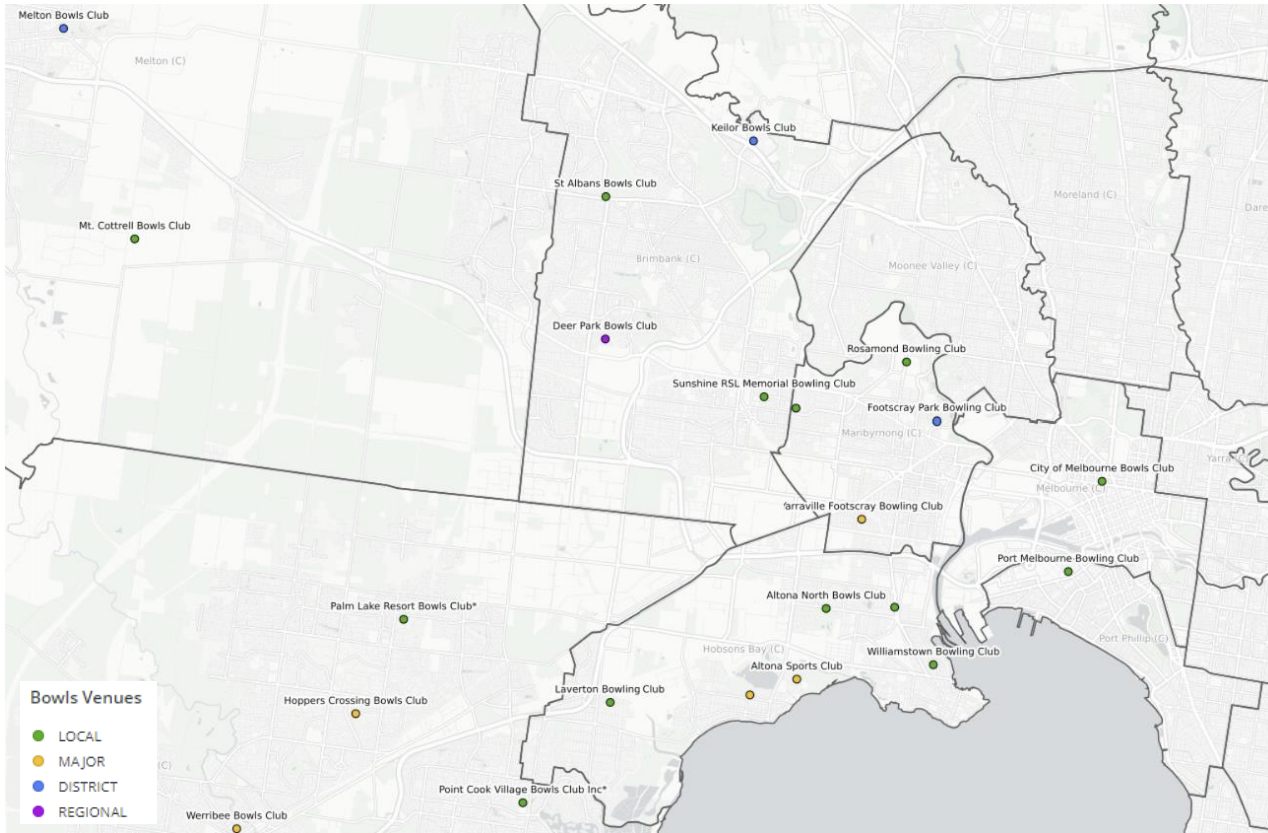 Melton Bowls Club
Melton (C)
Keilor Bowls Club
St Albans Bowls Club
Moreland (C)
Dare
Mt. Cottrell Bowls Club
Brimbank (C)
Moonee Valley (C)
Deer Park Bowls Club
Rosamond Bowling Club
Sunshine RSL Memorial Bowling Club
Footscray Park Bowling Club
Maribyrnong (C)
Yarra (C)
City of Melbourne Bowls Club
Melbourne (C)
arraville Footscray Bowling Club
Port Melbourne Bowling Club
Altona North Bowls Club
Palm Lake Resort Bowls Club*
Port Phillip (C)
Hobsons Bay (C)
Williamstown Bowling Club
Altona Sports Club
Laverton Bowling Club
Hoppers Crossing Bowls Club
Point Cook Village Bowls Club Inc*
Werribee Bowls Club
Bowls Venues
LOCAL
MAJOR
DISTRICT
REGIONAL
(C)